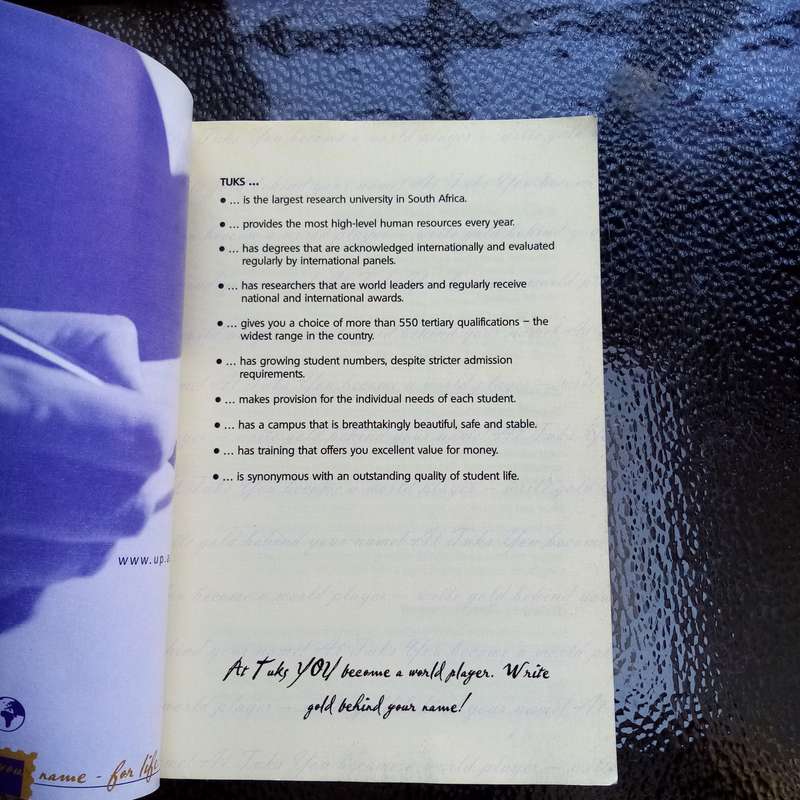 TUKS ...
● ... is the largest research university in South Africa.
● ... provides the most high-level human resources every year.
● ... has degrees that are acknowledged internationally and evaluated
regularly by international panels.
● ... has researchers that are world leaders and regularly receive
national and international awards.
● ... gives you a choice of more than 550 tertiary qualifications – the
widest range in the country.
● ... has growing student numbers, despite stricter admission
requirements.
● ... makes provision for the individual needs of each student.
● ... has a campus that is breathtakingly beautiful, safe and stable.
● ... has training that offers you excellent value for money.
● ... is synonymous with an outstanding quality of student life.
At Tuks YOU become a world player. Write
gold behind your name!
www.up.a
name - for life